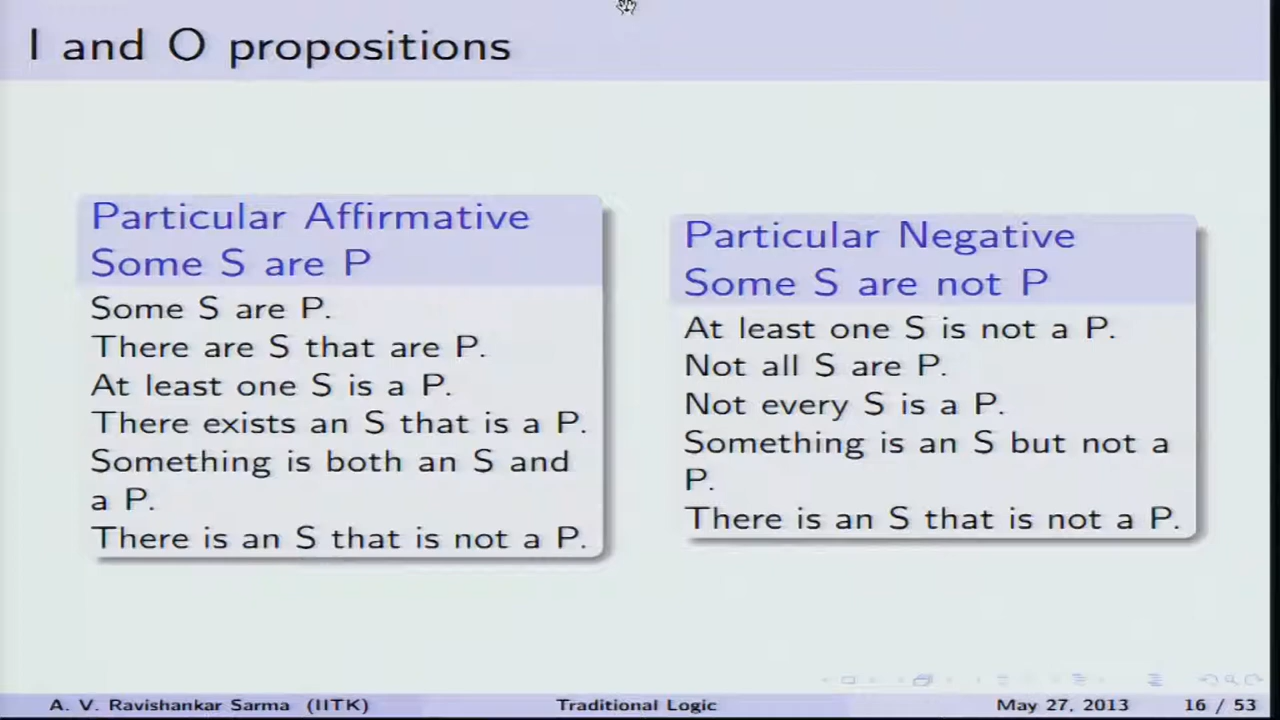 I and O propositions
Particular Affirmative
Some S are P
Some S are P.
There are S that are P.
At least one S is a P.
There exists an S that is a P.
Something is both an S and
a P.
There is an S that is not a P.
Particular Negative
Some S are not P
At least one S is not a P.
Not all S are P.
Not every S is a P.
Something is an S but not a
P.
There is an S that is not a P.
A. V. Ravishankar Sarma (IITK)
Traditional Logic
May 27, 2013
16 / 53